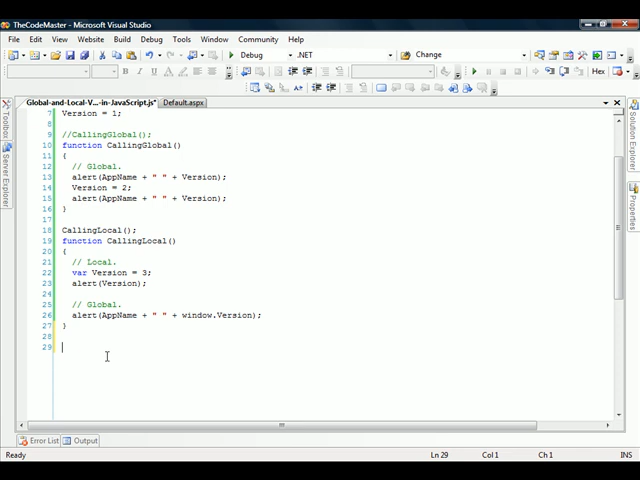 TheCodeMaster - Microsoft Visual Studio
File Edit View Website Build Debug Tools Window Community Help
Debug .NET Change
Hex
Global-and-Local-V...-in-JavaScript.js* Default.aspx
7 Version = 1;
8
9 //CallingGlobal();
10 function CallingGlobal()
11 {
12 // Global.
13 alert(AppName + " " + Version);
14 Version = 2;
15 alert(AppName + " " + Version);
16 }
17
18 CallingLocal();
19 function CallingLocal()
20 {
21 // Local.
22 var Version = 3;
23 alert(Version);
24
25 // Global.
26 alert(AppName + " " + window.Version);
27 }
28
29
Toolbox
Server Explorer
Solution Explorer
Properties
Error List Output
Ready Ln 29 Col 1 Ch 1 INS